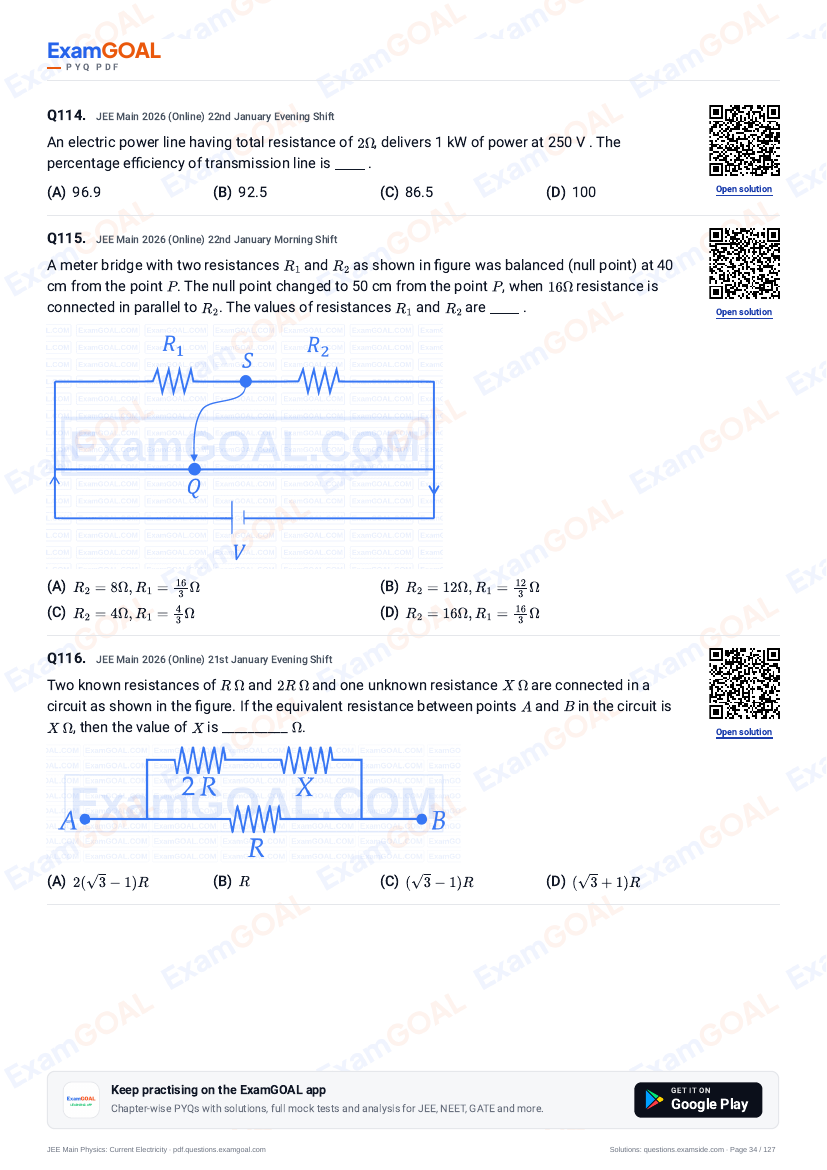 ExamGOAL
PYQ PDF
Q114. JEE Main 2026 (Online) 22nd January Evening Shift
An electric power line having total resistance of 2Ω, delivers 1 kW of power at 250 V . The
percentage efficiency of transmission line is ____ .
(A) 96.9 (B) 92.5 (C) 86.5 (D) 100
Open solution
Q115. JEE Main 2026 (Online) 22nd January Morning Shift
A meter bridge with two resistances R₁ and R₂ as shown in figure was balanced (null point) at 40
cm from the point P. The null point changed to 50 cm from the point P, when 16Ω resistance is
connected in parallel to R₂. The values of resistances R₁ and R₂ are ____ .
Open solution
R₁ S R₂
ExamGOAL.COM
Q
V
(A) R₂ = 8Ω, R₁ = 16/3 Ω (B) R₂ = 12Ω, R₁ = 12/3 Ω
(C) R₂ = 4Ω, R₁ = 4/3 Ω (D) R₂ = 16Ω, R₁ = 16/3 Ω
Q116. JEE Main 2026 (Online) 21st January Evening Shift
Two known resistances of R Ω and 2R Ω and one unknown resistance X Ω are connected in a
circuit as shown in the figure. If the equivalent resistance between points A and B in the circuit is
X Ω, then the value of X is _________ Ω.
Open solution
2 R X
ExamGOAL.COM
A B
R
(A) 2(√3 − 1)R (B) R (C) (√3 − 1)R (D) (√3 + 1)R
Keep practising on the ExamGOAL app
Chapter-wise PYQs with solutions, full mock tests and analysis for JEE, NEET, GATE and more.
GET IT ON
Google Play
JEE Main Physics: Current Electricity · pdf.questions.examgoal.com
Solutions: questions.examside.com · Page 34 / 127